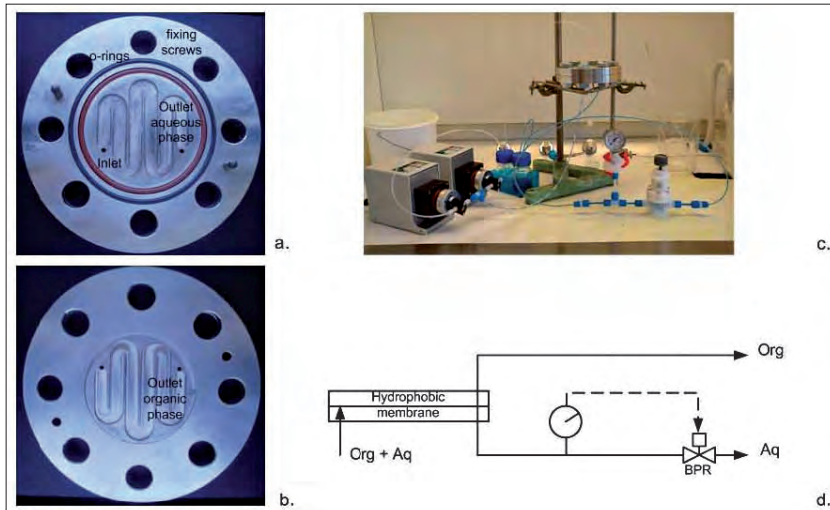 fixing
screws
o-rings
Outlet
aqueous
phase
Inlet
a.
c.
Outlet
organic
phase
b.
Hydrophobic
membrane
Org + Aq
Org
Aq
BPR
d.